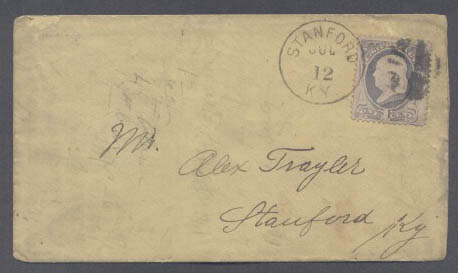 STANFORD
JUL
12
KY.
Mr.
Alex Trayler
Stanford Ky